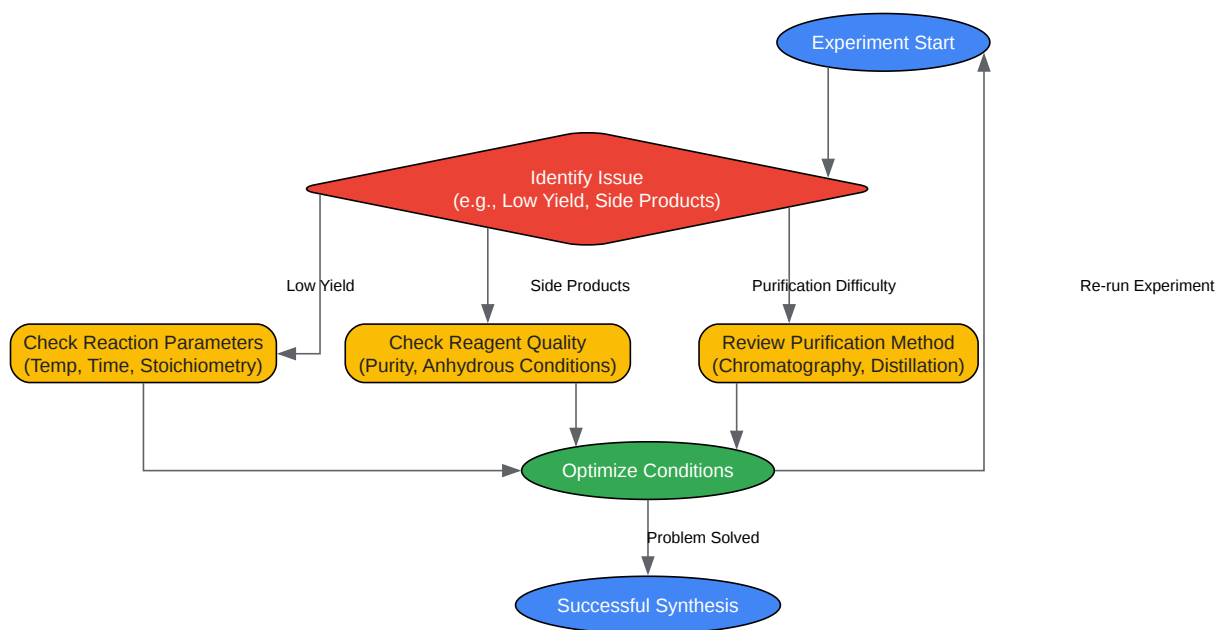 Experiment Start
Identify Issue
(e.g., Low Yield, Side Products)
Low Yield
Side Products
Purification Difficulty
Re-run Experiment
Check Reaction Parameters
(Temp, Time, Stoichiometry)
Check Reagent Quality
(Purity, Anhydrous Conditions)
Review Purification Method
(Chromatography, Distillation)
Optimize Conditions
Problem Solved
Successful Synthesis